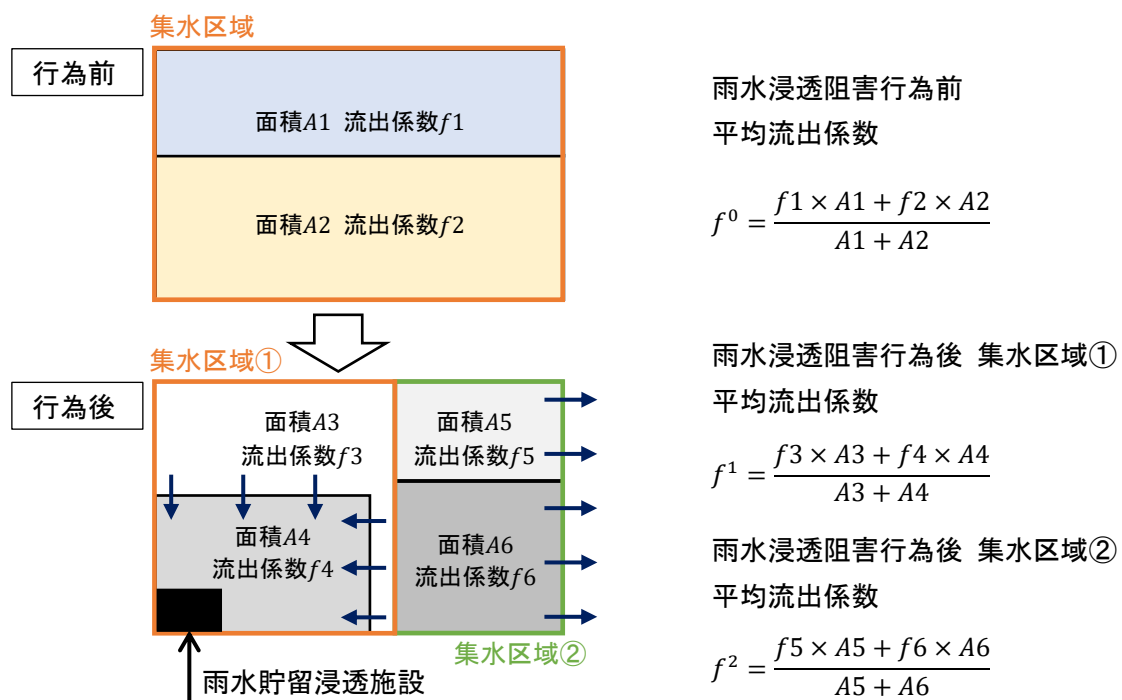 集水区域
行為前
面積A1 流出係数f1
面積A2 流出係数f2
雨水浸透阻害行為前
平均流出係数
f^0 = \frac{f1 × A1 + f2 × A2}{A1 + A2}
集水区域①
行為後
面積A3
流出係数f3
面積A4
流出係数f4
面積A5
流出係数f5
面積A6
流出係数f6
集水区域②
雨水貯留浸透施設
雨水浸透阻害行為後 集水区域①
平均流出係数
f^1 = \frac{f3 × A3 + f4 × A4}{A3 + A4}
雨水浸透阻害行為後 集水区域②
平均流出係数
f^2 = \frac{f5 × A5 + f6 × A6}{A5 + A6}